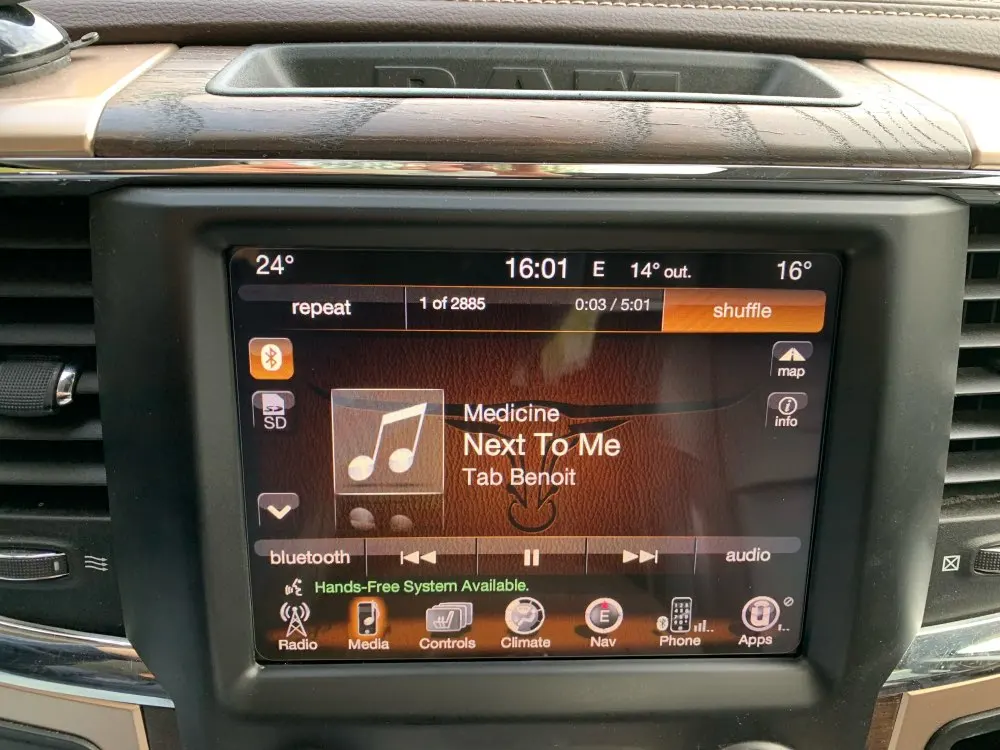 RAM
24° 16:01 E 14° out. 16°
repeat 1 of 2885 0:03 / 5:01 shuffle
map
SD info
Medicine
Next To Me
Tab Benoit
bluetooth audio
Hands-Free System Available.
E
Radio Media Controls Climate Nav Phone Apps